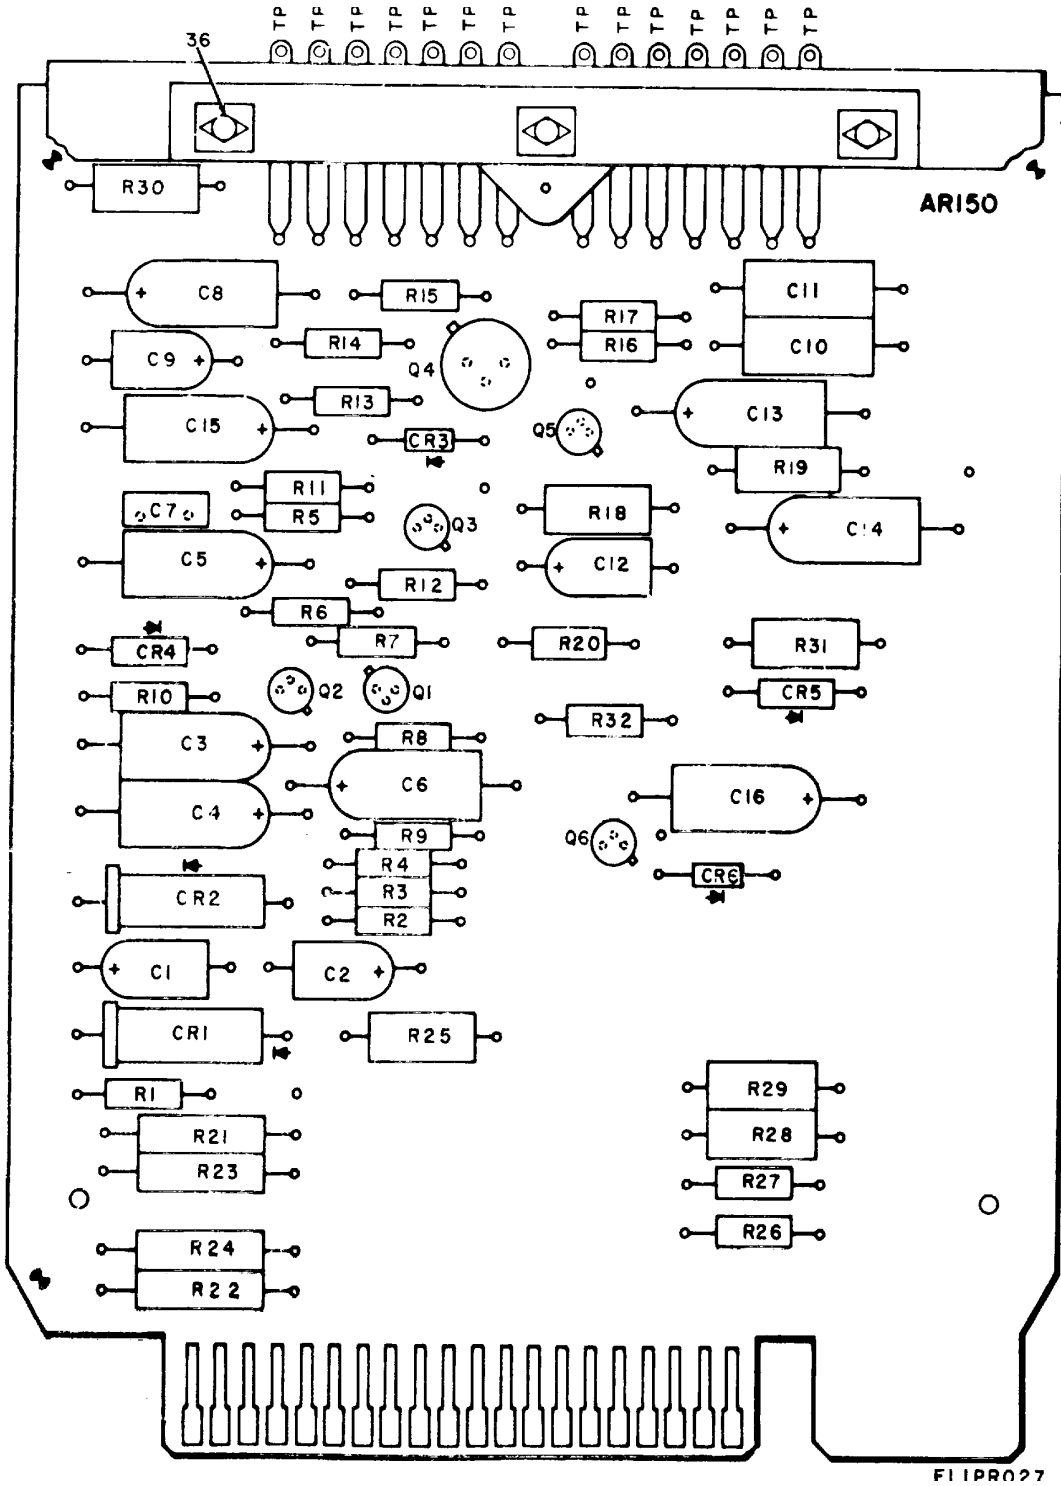 TP TP TP TP TP TP TP TP TP TP TP TP TP TP
36
R30
AR150
C8
R15
C11
R17
R14
R16
C10
C9
Q4
R13
C13
C15
CR3
Q5
R19
R11
C7
R5
R18
Q3
C14
C5
C12
R12
R6
R7
R20
R31
CR4
Q2
Q1
CR5
R10
R32
C3
R8
C6
C16
C4
R9
Q6
R4
CR6
CR2
R3
R2
C1
C2
CR1
R25
R1
R29
R21
R28
R23
R27
R26
R24
R22
EL1PR027